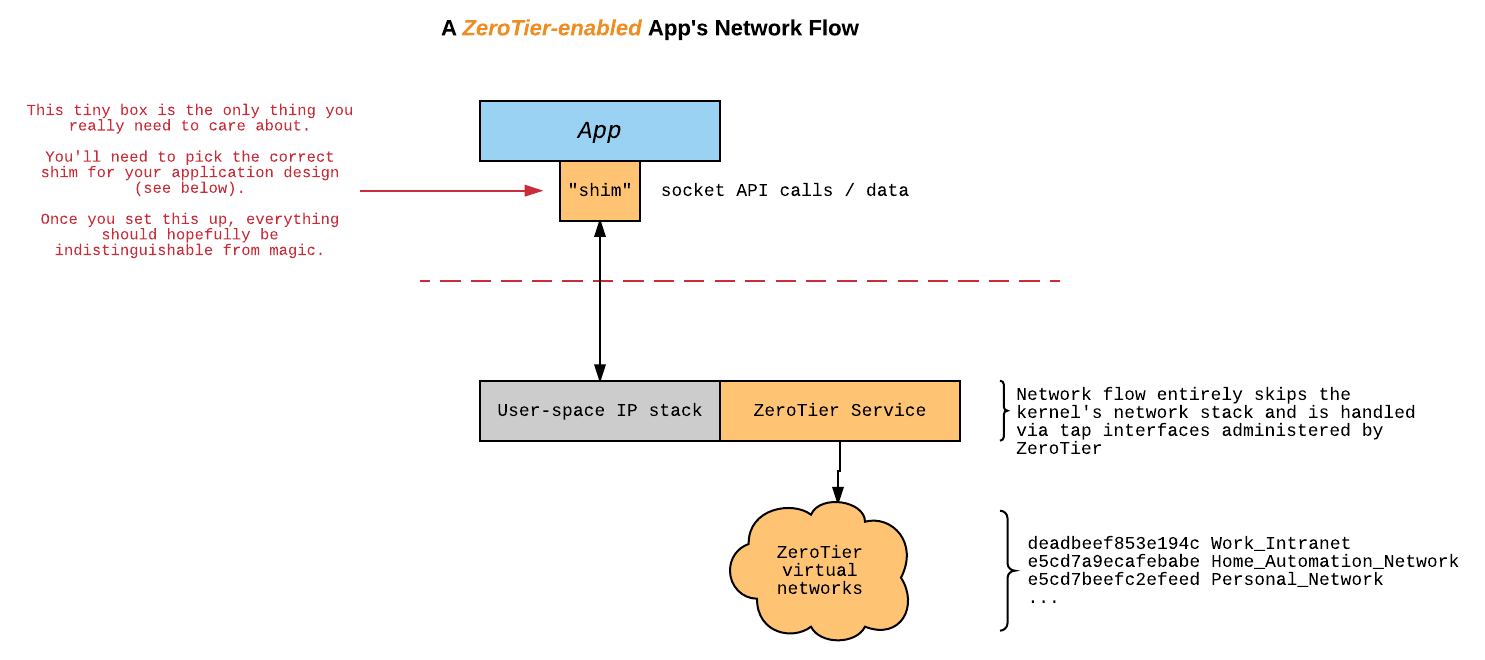 A ZeroTier-enabled App's Network Flow
This tiny box is the only thing you
really need to care about.
You'll need to pick the correct
shim for your application design
(see below).
Once you set this up, everything
should hopefully be
indistinguishable from magic.
App
"shim"
socket API calls / data
User-space IP stack
ZeroTier Service
Network flow entirely skips the
kernel's network stack and is handled
via tap interfaces administered by
ZeroTier
ZeroTier
virtual
networks
deadbeef853e194c Work_Intranet
e5cd7a9ecafebabe Home_Automation_Network
e5cd7beefc2efeed Personal_Network
...